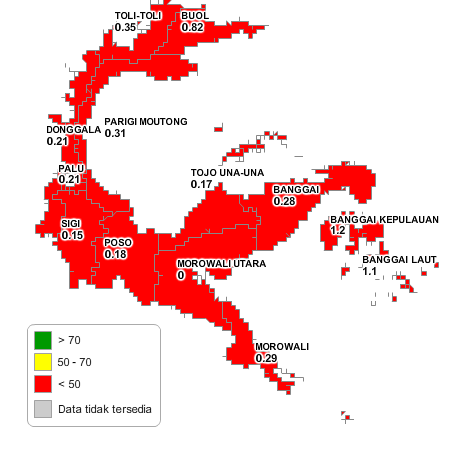 TOLI-TOLI
0.35
BUOL
0.82
PARIGI MOUTONG
0.31
DONGGALA
0.21
PALU
0.21
TOJO UNA-UNA
0.17
BANGGAI
0.28
SIGI
0.15
POSO
0.18
BANGGAI KEPULAUAN
1.2
MOROWALI UTARA
0
BANGGAI LAUT
1.1
MOROWALI
0.29
> 70
50 - 70
< 50
Data tidak tersedia